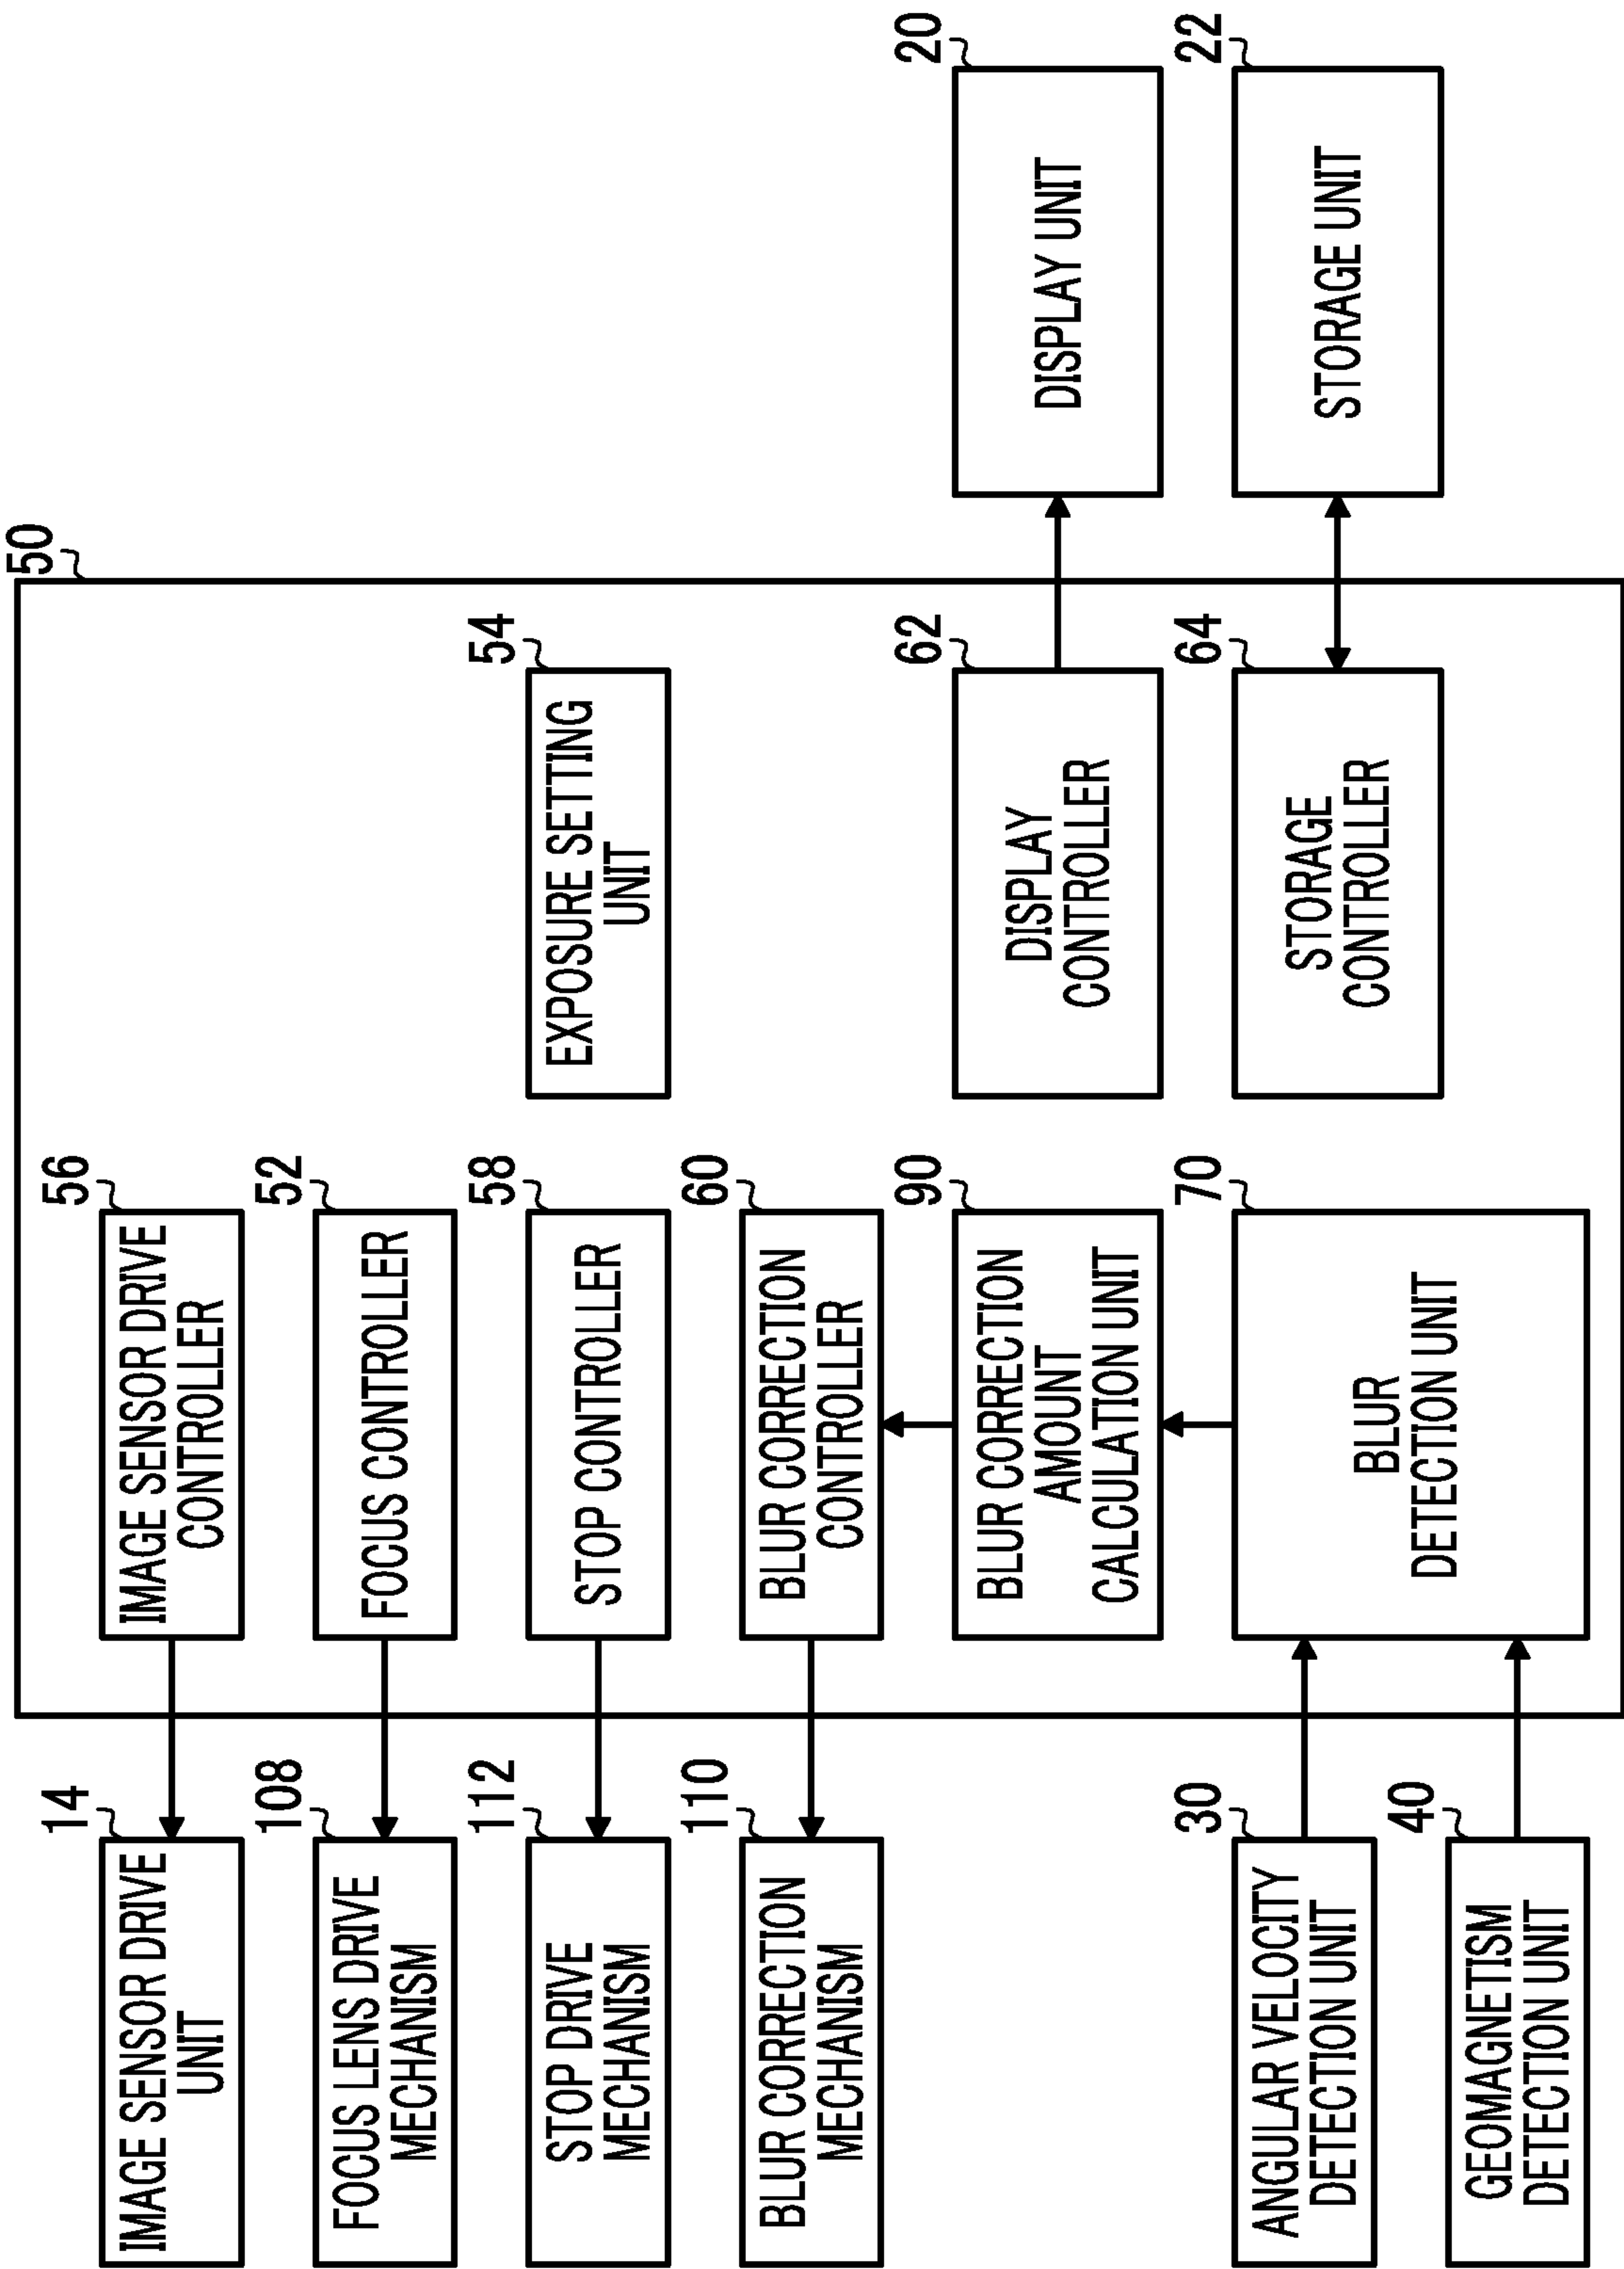 50
14
IMAGE SENSOR DRIVE
UNIT
56
IMAGE SENSOR DRIVE
CONTROLLER
108
FOCUS LENS DRIVE
MECHANISM
52
FOCUS CONTROLLER
112
STOP DRIVE
MECHANISM
58
STOP CONTROLLER
54
EXPOSURE SETTING
UNIT
110
BLUR CORRECTION
MECHANISM
60
BLUR CORRECTION
CONTROLLER
90
BLUR CORRECTION
AMOUNT
CALCULATION UNIT
62
DISPLAY
CONTROLLER
20
DISPLAY UNIT
30
ANGULAR VELOCITY
DETECTION UNIT
70
BLUR
DETECTION UNIT
64
STORAGE
CONTROLLER
22
STORAGE UNIT
40
GEOMAGNETISM
DETECTION UNIT